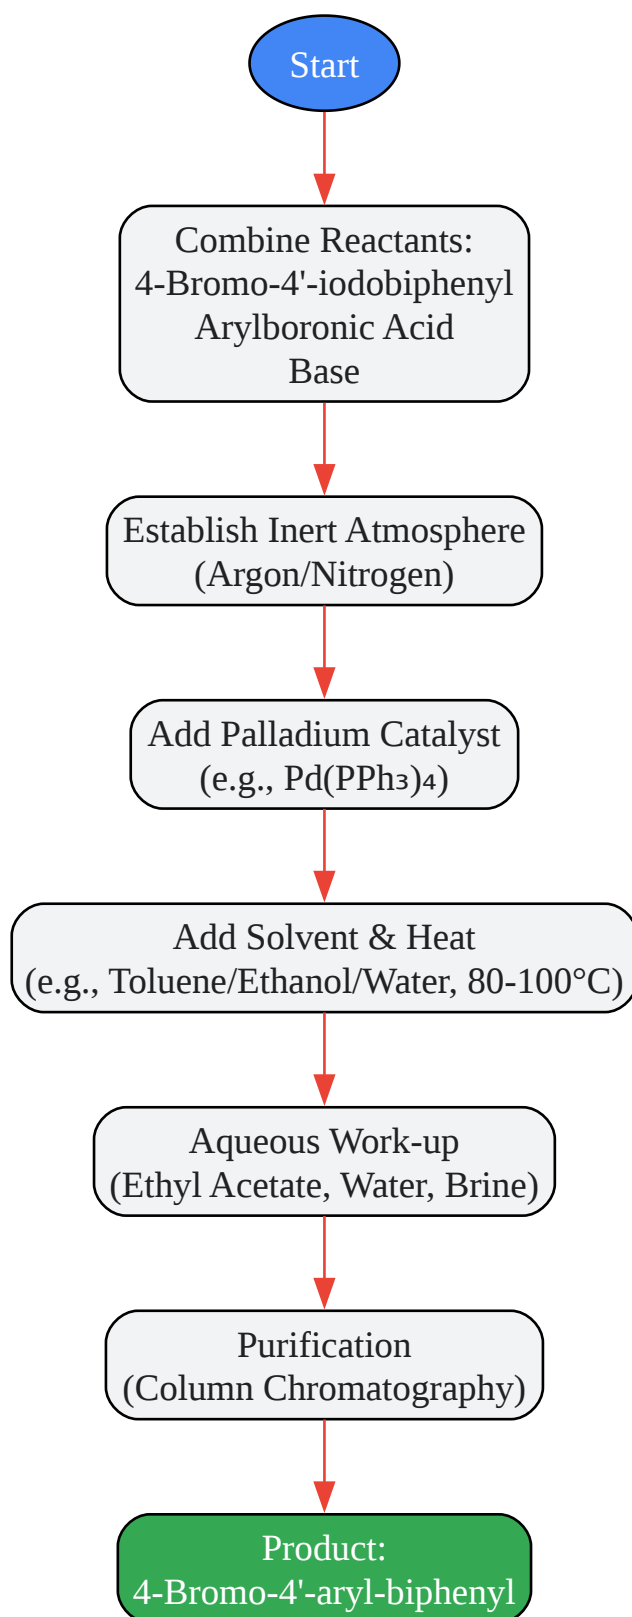 Start
Combine Reactants:
4-Bromo-4'-iodobiphenyl
Arylboronic Acid
Base
Establish Inert Atmosphere
(Argon/Nitrogen)
Add Palladium Catalyst
(e.g., Pd(PPh₃)₄)
Add Solvent & Heat
(e.g., Toluene/Ethanol/Water, 80-100°C)
Aqueous Work-up
(Ethyl Acetate, Water, Brine)
Purification
(Column Chromatography)
Product:
4-Bromo-4'-aryl-biphenyl